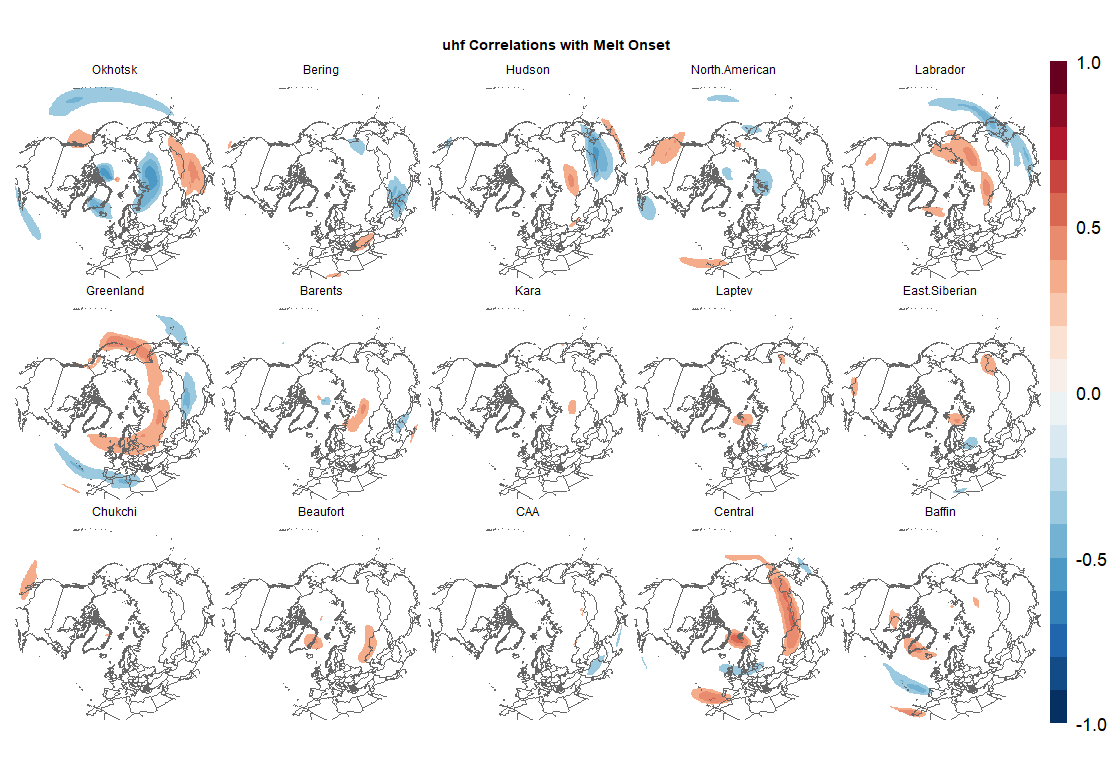 uhf Correlations with Melt Onset
Okhotsk Bering Hudson North.American Labrador
Greenland Barents Kara Laptev East.Siberian
Chukchi Beaufort CAA Central Baffin
1.0
0.5
0.0
-0.5
-1.0